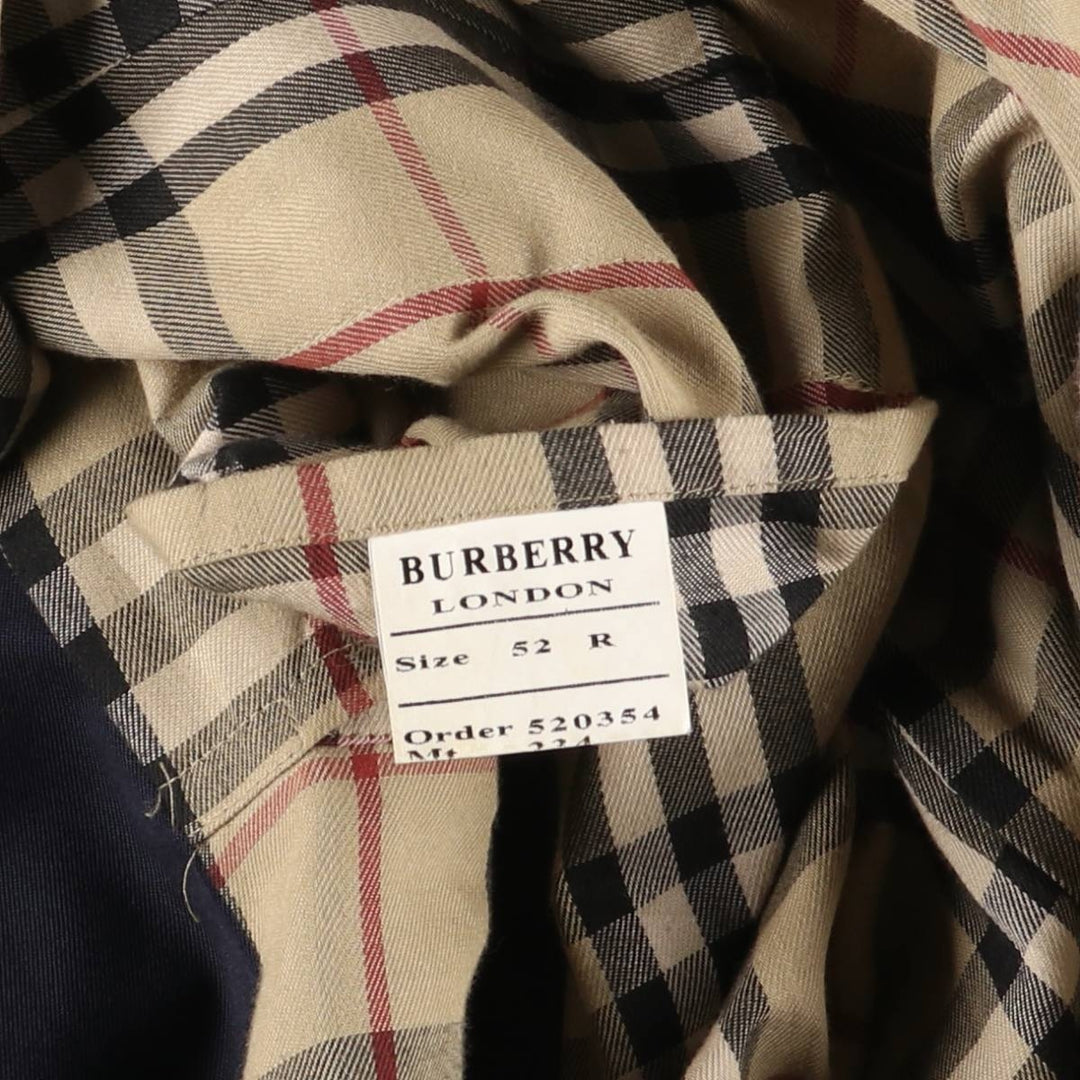 BURBERRY
LONDON
Size 52 R
Order 520354